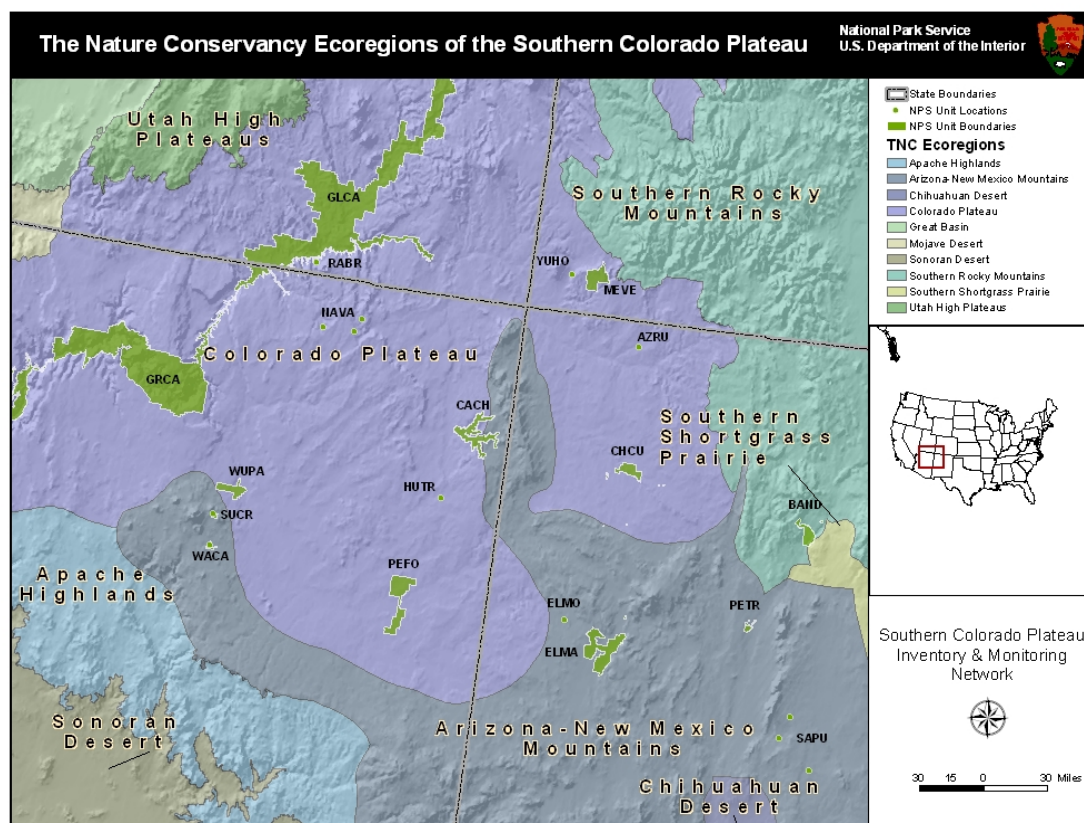 The Nature Conservancy Ecoregions of the Southern Colorado Plateau
National Park Service
U.S. Department of the Interior
State Boundaries
NPS Unit Locations
NPS Unit Boundaries
TNC Ecoregions
Apache Highlands
Arizona-New Mexico Mountains
Chihuahuan Desert
Colorado Plateau
Great Basin
Mojave Desert
Sonoran Desert
Southern Rocky Mountains
Southern Shortgrass Prairie
Utah High Plateaus
Utah High
Plateaus
GLCA
Southern Rocky
Mountains
RABR
YUHO
MEVE
NAVA
AZRU
Colorado Plateau
GRCA
CACH
Southern
Shortgrass
Prairie
CHCU
WUPA
HUTR
SUCR
BAND
WACA
PEFO
Apache
Highlands
ELMO
PETR
ELMA
Sonoran
Desert
Arizona-New Mexico
Mountains
SAPU
Chihuahuan
Desert
Southern Colorado Plateau
Inventory & Monitoring
Network
30 15 0 30 Miles